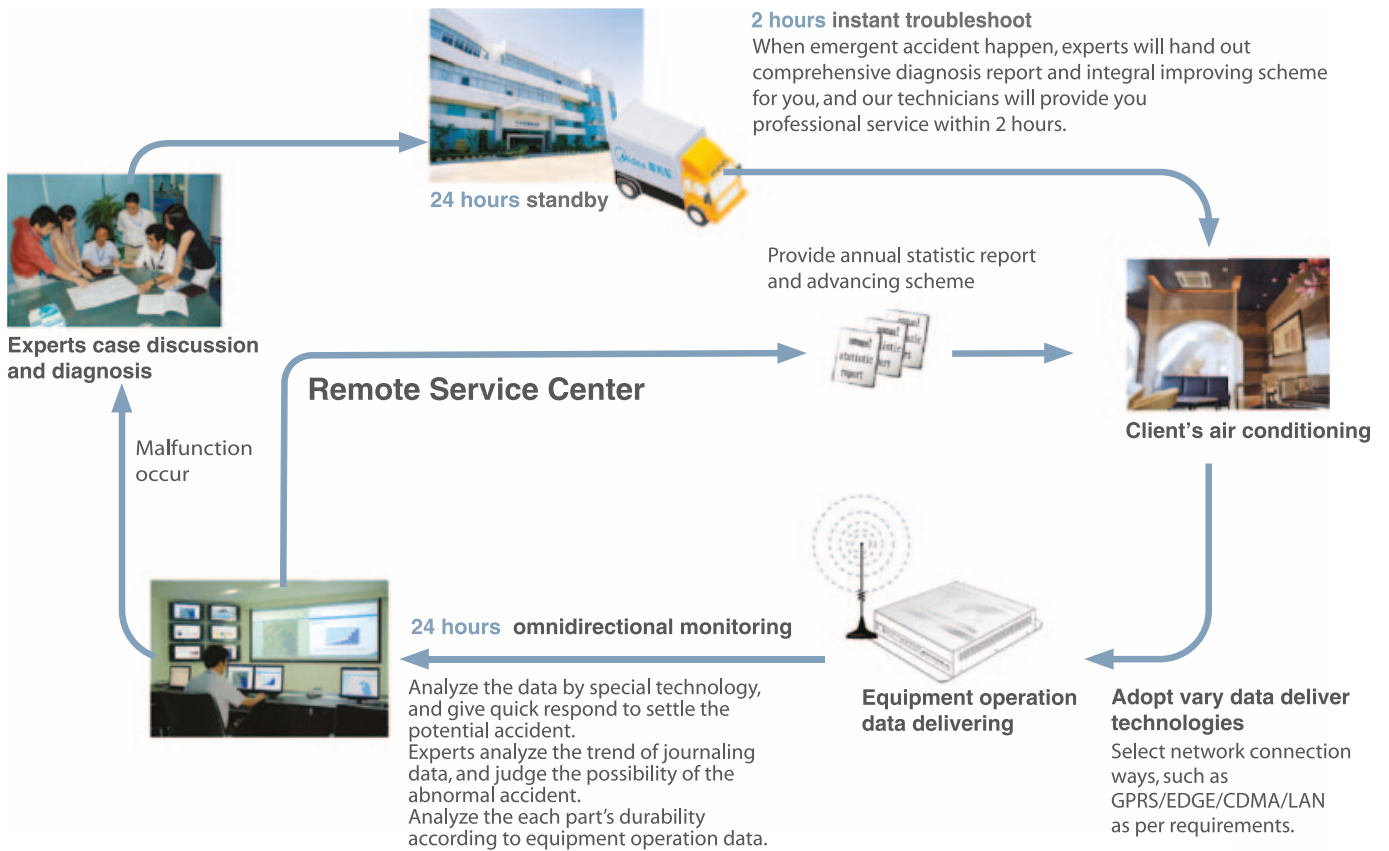 2 hours instant troubleshoot
When emergent accident happen, experts will hand out
comprehensive diagnosis report and integral improving scheme
for you, and our technicians will provide you
professional service within 2 hours.
Midea
24 hours standby
Provide annual statistic report
and advancing scheme
annual
statistic
report
Experts case discussion
and diagnosis
Remote Service Center
Client's air conditioning
Malfunction
occur
24 hours omnidirectional monitoring
Analyze the data by special technology,
and give quick respond to settle the
potential accident.
Experts analyze the trend of journaling
data, and judge the possibility of the
abnormal accident.
Analyze the each part's durability
according to equipment operation data.
Equipment operation
data delivering
Adopt vary data deliver
technologies
Select network connection
ways, such as
GPRS/EDGE/CDMA/LAN
as per requirements.